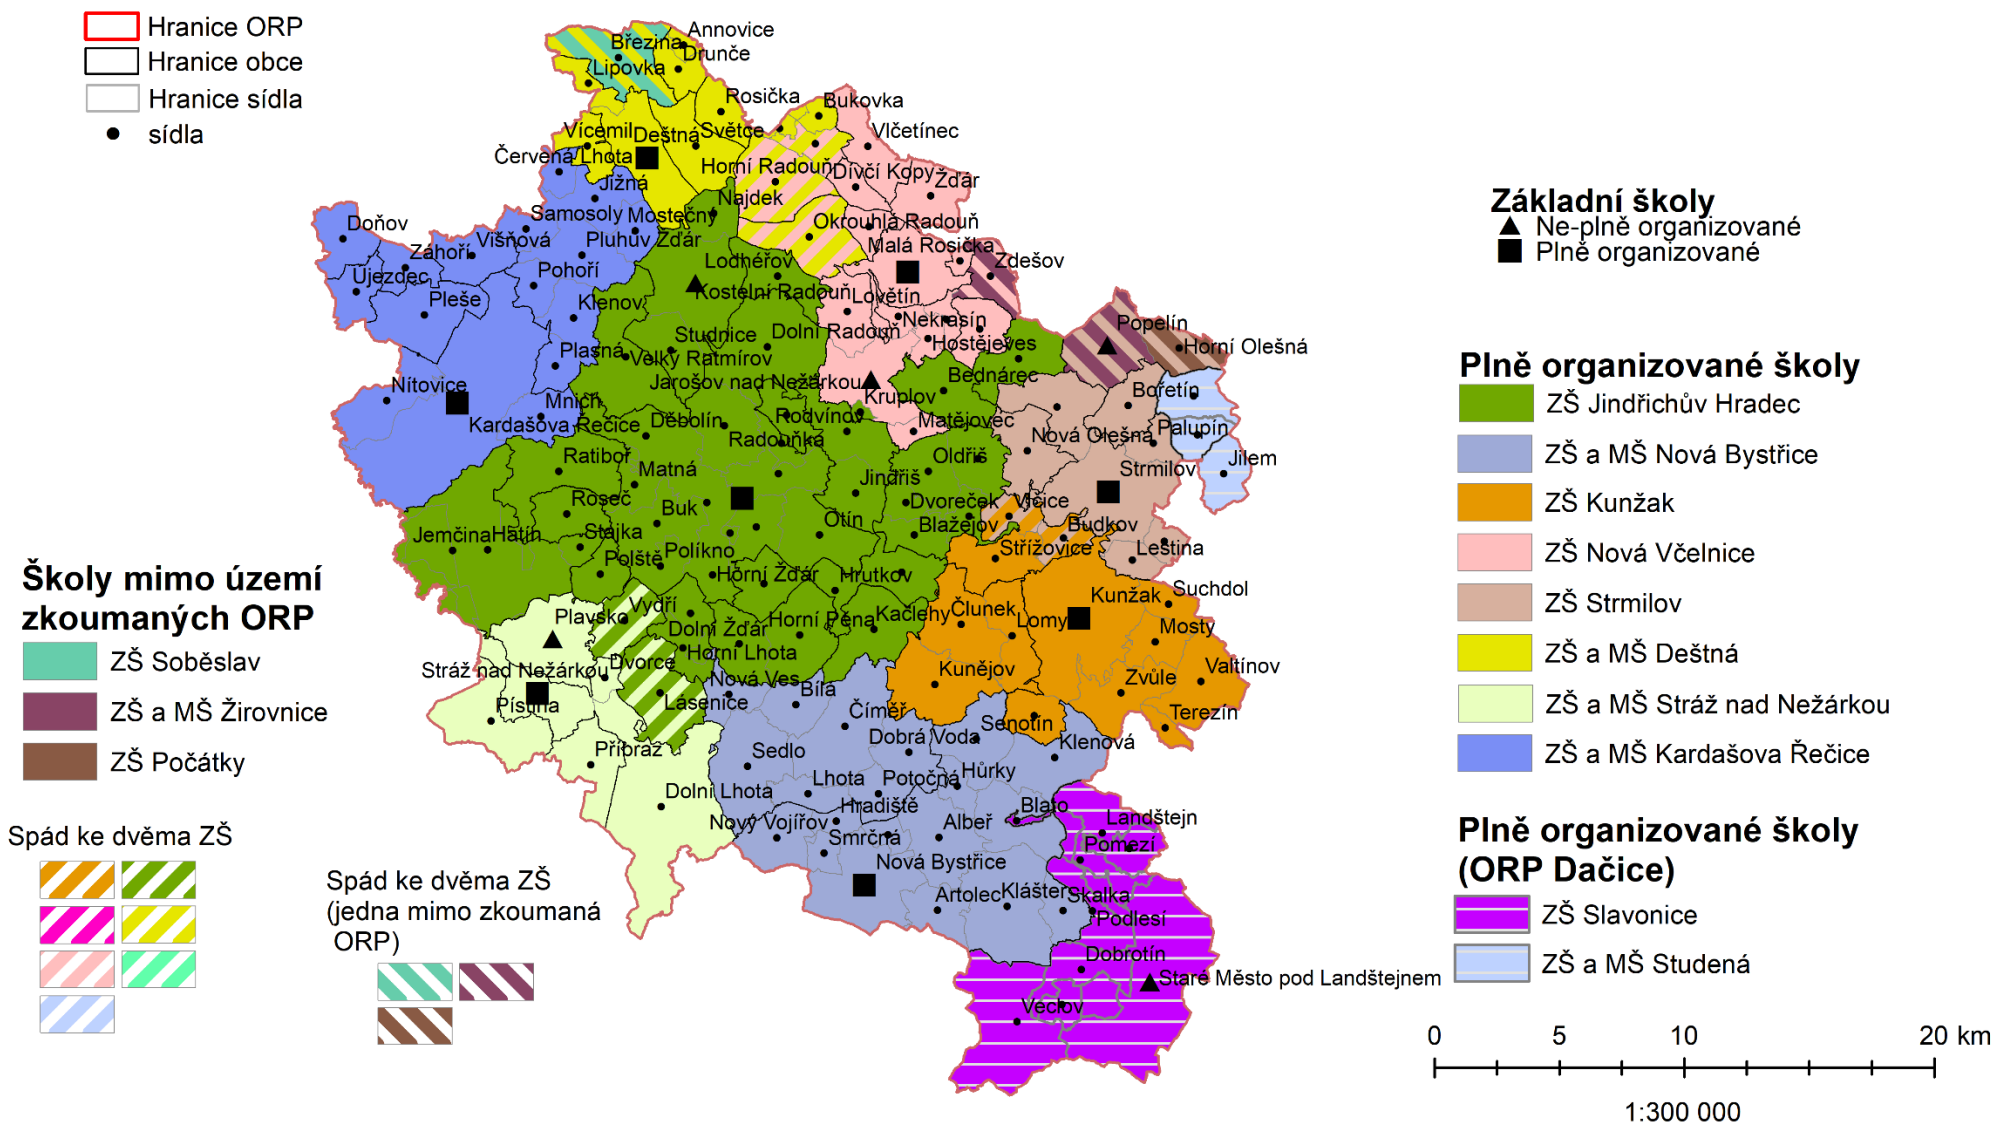 Hranice ORP
Hranice obce
Hranice sídla
sídla
Annovice
Březina
Drunče
Lipovka
Rosička
Bukovka
Vícemil
Deštná
Světce
Vlčetínec
Červená Lhota
Horní Radouň
Dívčí Kopy
Žďár
Jižná
Najdek
Samosoly
Mostečný
Okrouhlá Radouň
Doňov
Višňová
Pluhův Žďár
Malá Rosička
Záhoří
Lodhéřov
Zdešov
Újezdec
Pohoří
Kostelní Radouň
Lovětín
Pleše
Klenov
Nekrasín
Popelín
Studnice
Dolní Radouň
Hostějeves
Horní Olešná
Plasná
Velký Ratmírov
Nítovice
Jarošov nad Nežárkou
Bednárec
Bořetín
Mnich
Kruplov
Kardašova Řečice
Děbolín
Rodvínov
Matějovec
Radouňka
Nová Olešná
Palupín
Ratiboř
Matná
Oldřiš
Strmilov
Jilem
Jindřiš
Roseč
Buk
Dvoreček
Vlčice
Jemčina
Hatín
Stajka
Otín
Blažejov
Budkov
Polště
Políkno
Střížovice
Leština
Horní Žďár
Hrutkov
Kunžak
Suchdol
Plavsko
Vydří
Horní Pěna
Kačlehy
Člunek
Lomy
Mosty
Dolní Žďár
Dvorce
Horní Lhota
Stráž nad Nežárkou
Kunějov
Zvůle
Valtínov
Nová Ves
Bílá
Lásenice
Pístina
Číměř
Senotín
Terezín
Příbraz
Sedlo
Dobrá Voda
Klenová
Dolní Lhota
Lhota
Potočná
Hůrky
Hradiště
Blato
Nový Vojířov
Albeř
Landštejn
Smrčná
Pomezí
Nová Bystřice
Artolec
Klášter
Skalka
Podlesí
Dobrotín
Staré Město pod Landštejnem
Veclov
Školy mimo území
zkoumaných ORP
ZŠ Soběslav
ZŠ a MŠ Žirovnice
ZŠ Počátky
Spád ke dvěma ZŠ
Spád ke dvěma ZŠ
(jedna mimo zkoumaná
ORP)
Základní školy
Ne-plně organizované
Plně organizované
Plně organizované školy
ZŠ Jindřichův Hradec
ZŠ a MŠ Nová Bystřice
ZŠ Kunžak
ZŠ Nová Včelnice
ZŠ Strmilov
ZŠ a MŠ Deštná
ZŠ a MŠ Stráž nad Nežárkou
ZŠ a MŠ Kardašova Řečice
Plně organizované školy
(ORP Dačice)
ZŠ Slavonice
ZŠ a MŠ Studená
0 5 10 20 km
1:300 000